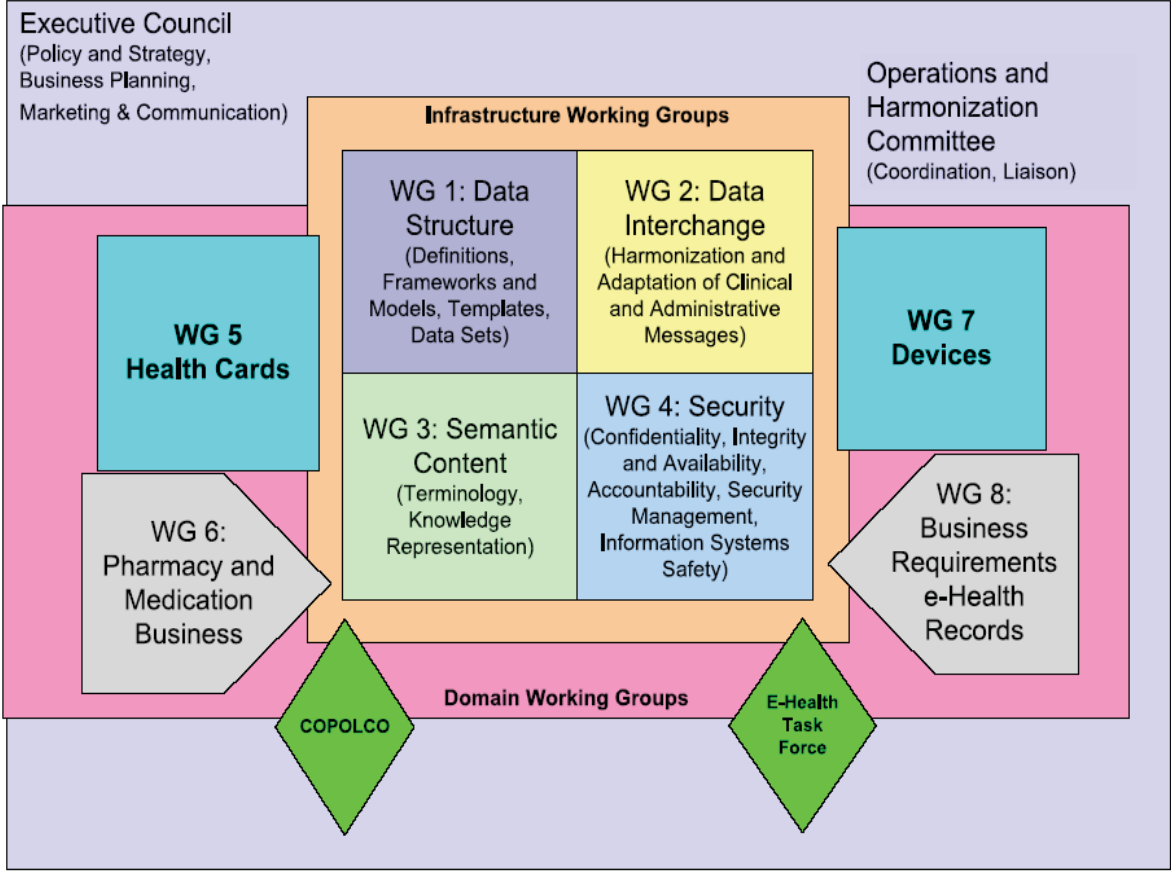 Executive Council
(Policy and Strategy,
Business Planning,
Marketing & Communication)
Operations and
Harmonization
Committee
(Coordination, Liaison)
Infrastructure Working Groups
WG 1: Data
Structure
(Definitions,
Frameworks and
Models, Templates,
Data Sets)
WG 2: Data
Interchange
(Harmonization and
Adaptation of Clinical
and Administrative
Messages)
WG 5
Health Cards
WG 7
Devices
WG 3: Semantic
Content
(Terminology,
Knowledge
Representation)
WG 4: Security
(Confidentiality, Integrity
and Availability,
Accountability, Security
Management,
Information Systems
Safety)
WG 6:
Pharmacy and
Medication
Business
WG 8:
Business
Requirements
e-Health
Records
Domain Working Groups
COPOLCO
E-Health
Task
Force